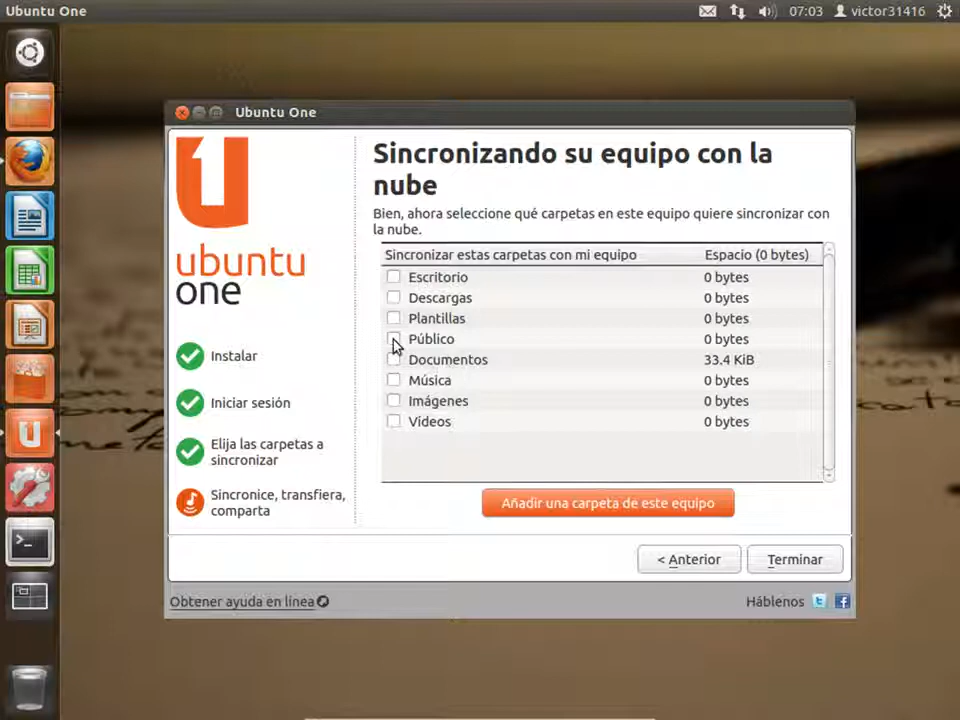 Ubuntu One
07:03
victor31416
Ubuntu One
ubuntu
one
Instalar
Iniciar sesión
Elija las carpetas a
sincronizar
Sincronice, transfiera,
comparta
Sincronizando su equipo con la
nube
Bien, ahora seleccione qué carpetas en este equipo quiere sincronizar con
la nube.
Sincronizar estas carpetas con mi equipo Espacio (0 bytes)
Escritorio 0 bytes
Descargas 0 bytes
Plantillas 0 bytes
Público 0 bytes
Documentos 33.4 KiB
Música 0 bytes
Imágenes 0 bytes
Vídeos 0 bytes
Añadir una carpeta de este equipo
< Anterior
Terminar
Obtener ayuda en línea
Háblenos